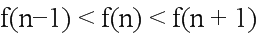 f(n−1) < f(n) < f(n + 1)